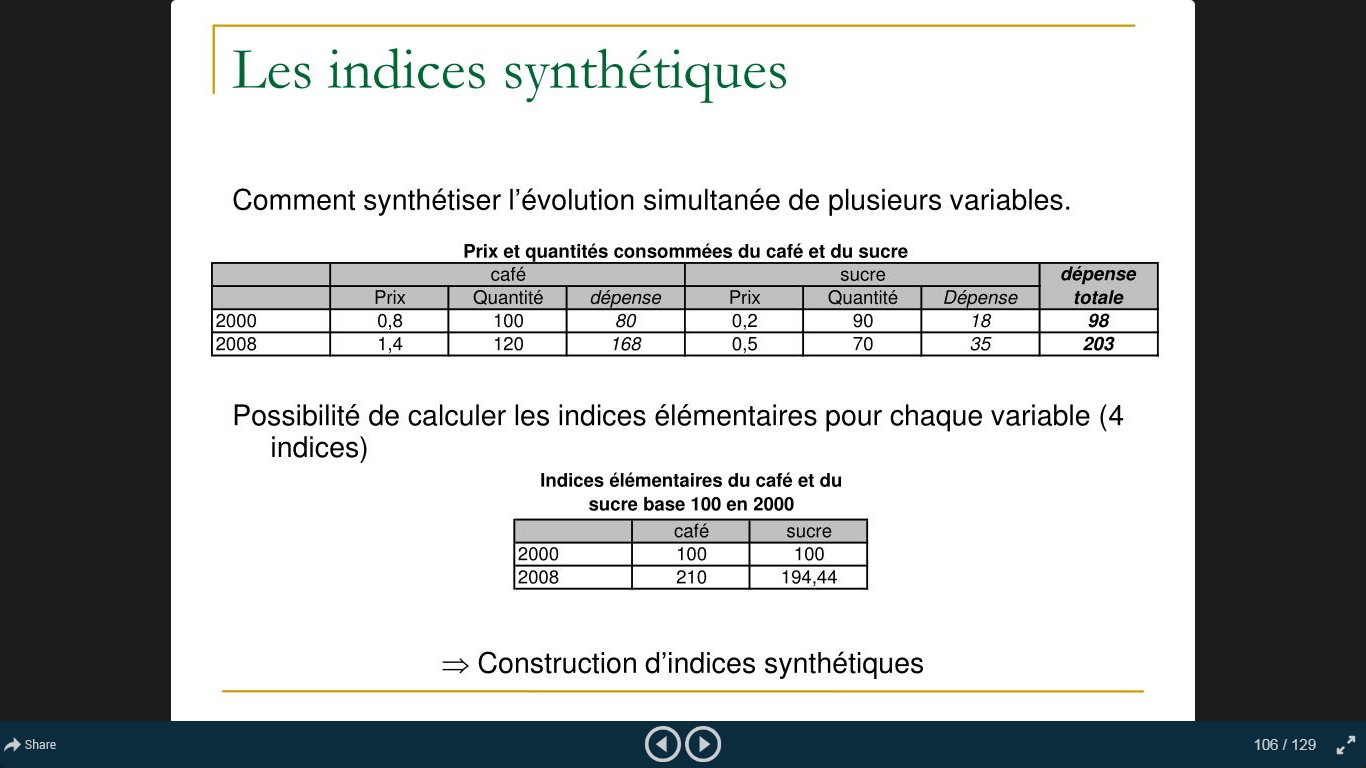 Les indices synthétiques
Comment synthétiser l’évolution simultanée de plusieurs variables.
Prix et quantités consommées du café et du sucre
café sucre dépense
Prix Quantité dépense Prix Quantité Dépense totale
2000 0,8 100 80 0,2 90 18 98
2008 1,4 120 168 0,5 70 35 203
Possibilité de calculer les indices élémentaires pour chaque variable (4
indices)
Indices élémentaires du café et du
sucre base 100 en 2000
café sucre
2000 100 100
2008 210 194,44
⇒ Construction d’indices synthétiques
Share
106 / 129